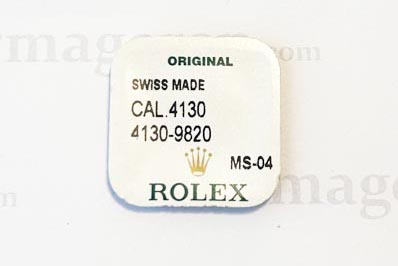 ORIGINAL
SWISS MADE
CAL.4130
4130-9820
MS-04
ROLEX